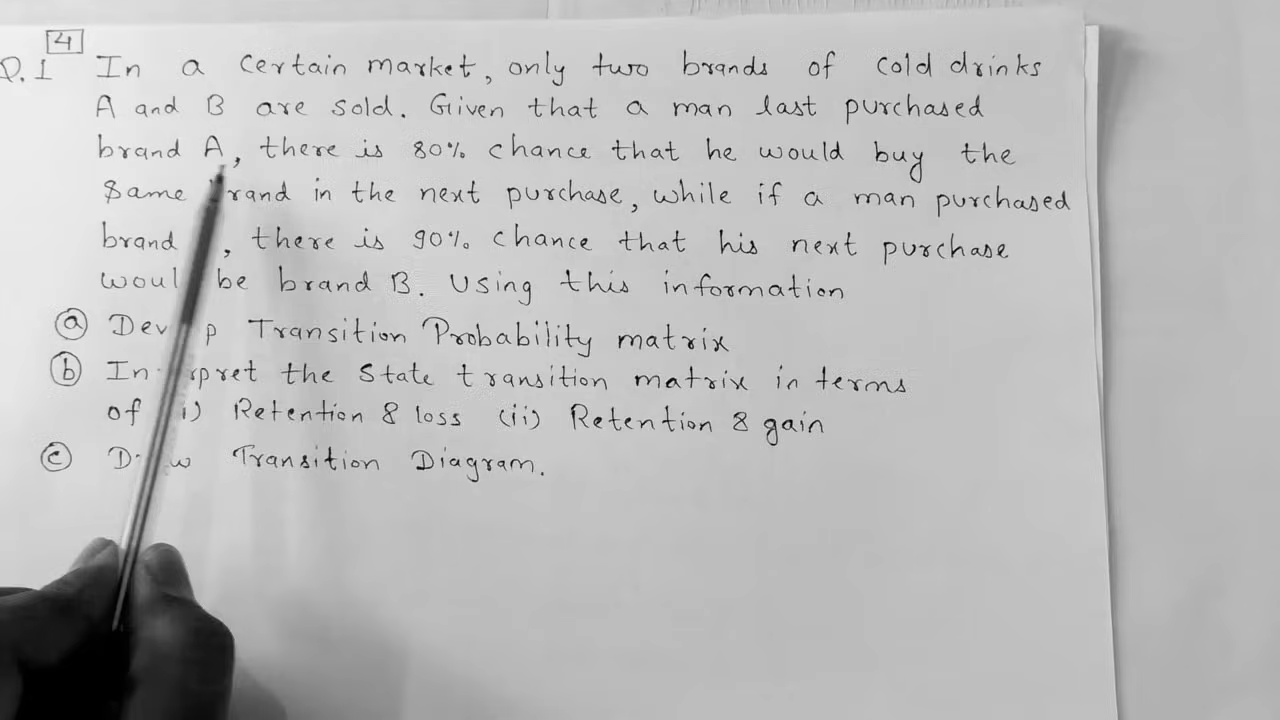 4
Q.1 In a certain market, only two brands of cold drinks
A and B are sold. Given that a man last purchased
brand A, there is 80% chance that he would buy the
same brand in the next purchase, while if a man purchased
brand , there is 90% chance that his next purchase
woul be brand B. Using this information
(a) Dev p Transition Probability matrix
(b) In rpret the State transition matrix in terms
of i) Retention & loss (ii) Retention & gain
(c) D w Transition Diagram.